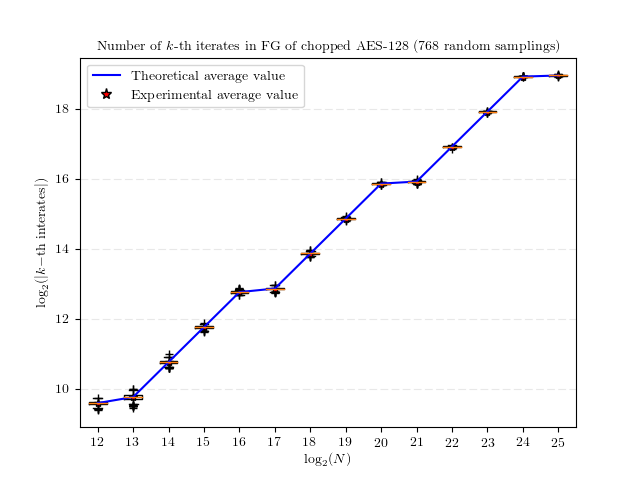 Number of k-th iterates in FG of chopped AES-128 (768 random samplings)
Theoretical average value
Experimental average value
18
16
14
12
10
log₂(|k−th interates|)
12 13 14 15 16 17 18 19 20 21 22 23 24 25
log₂(N)